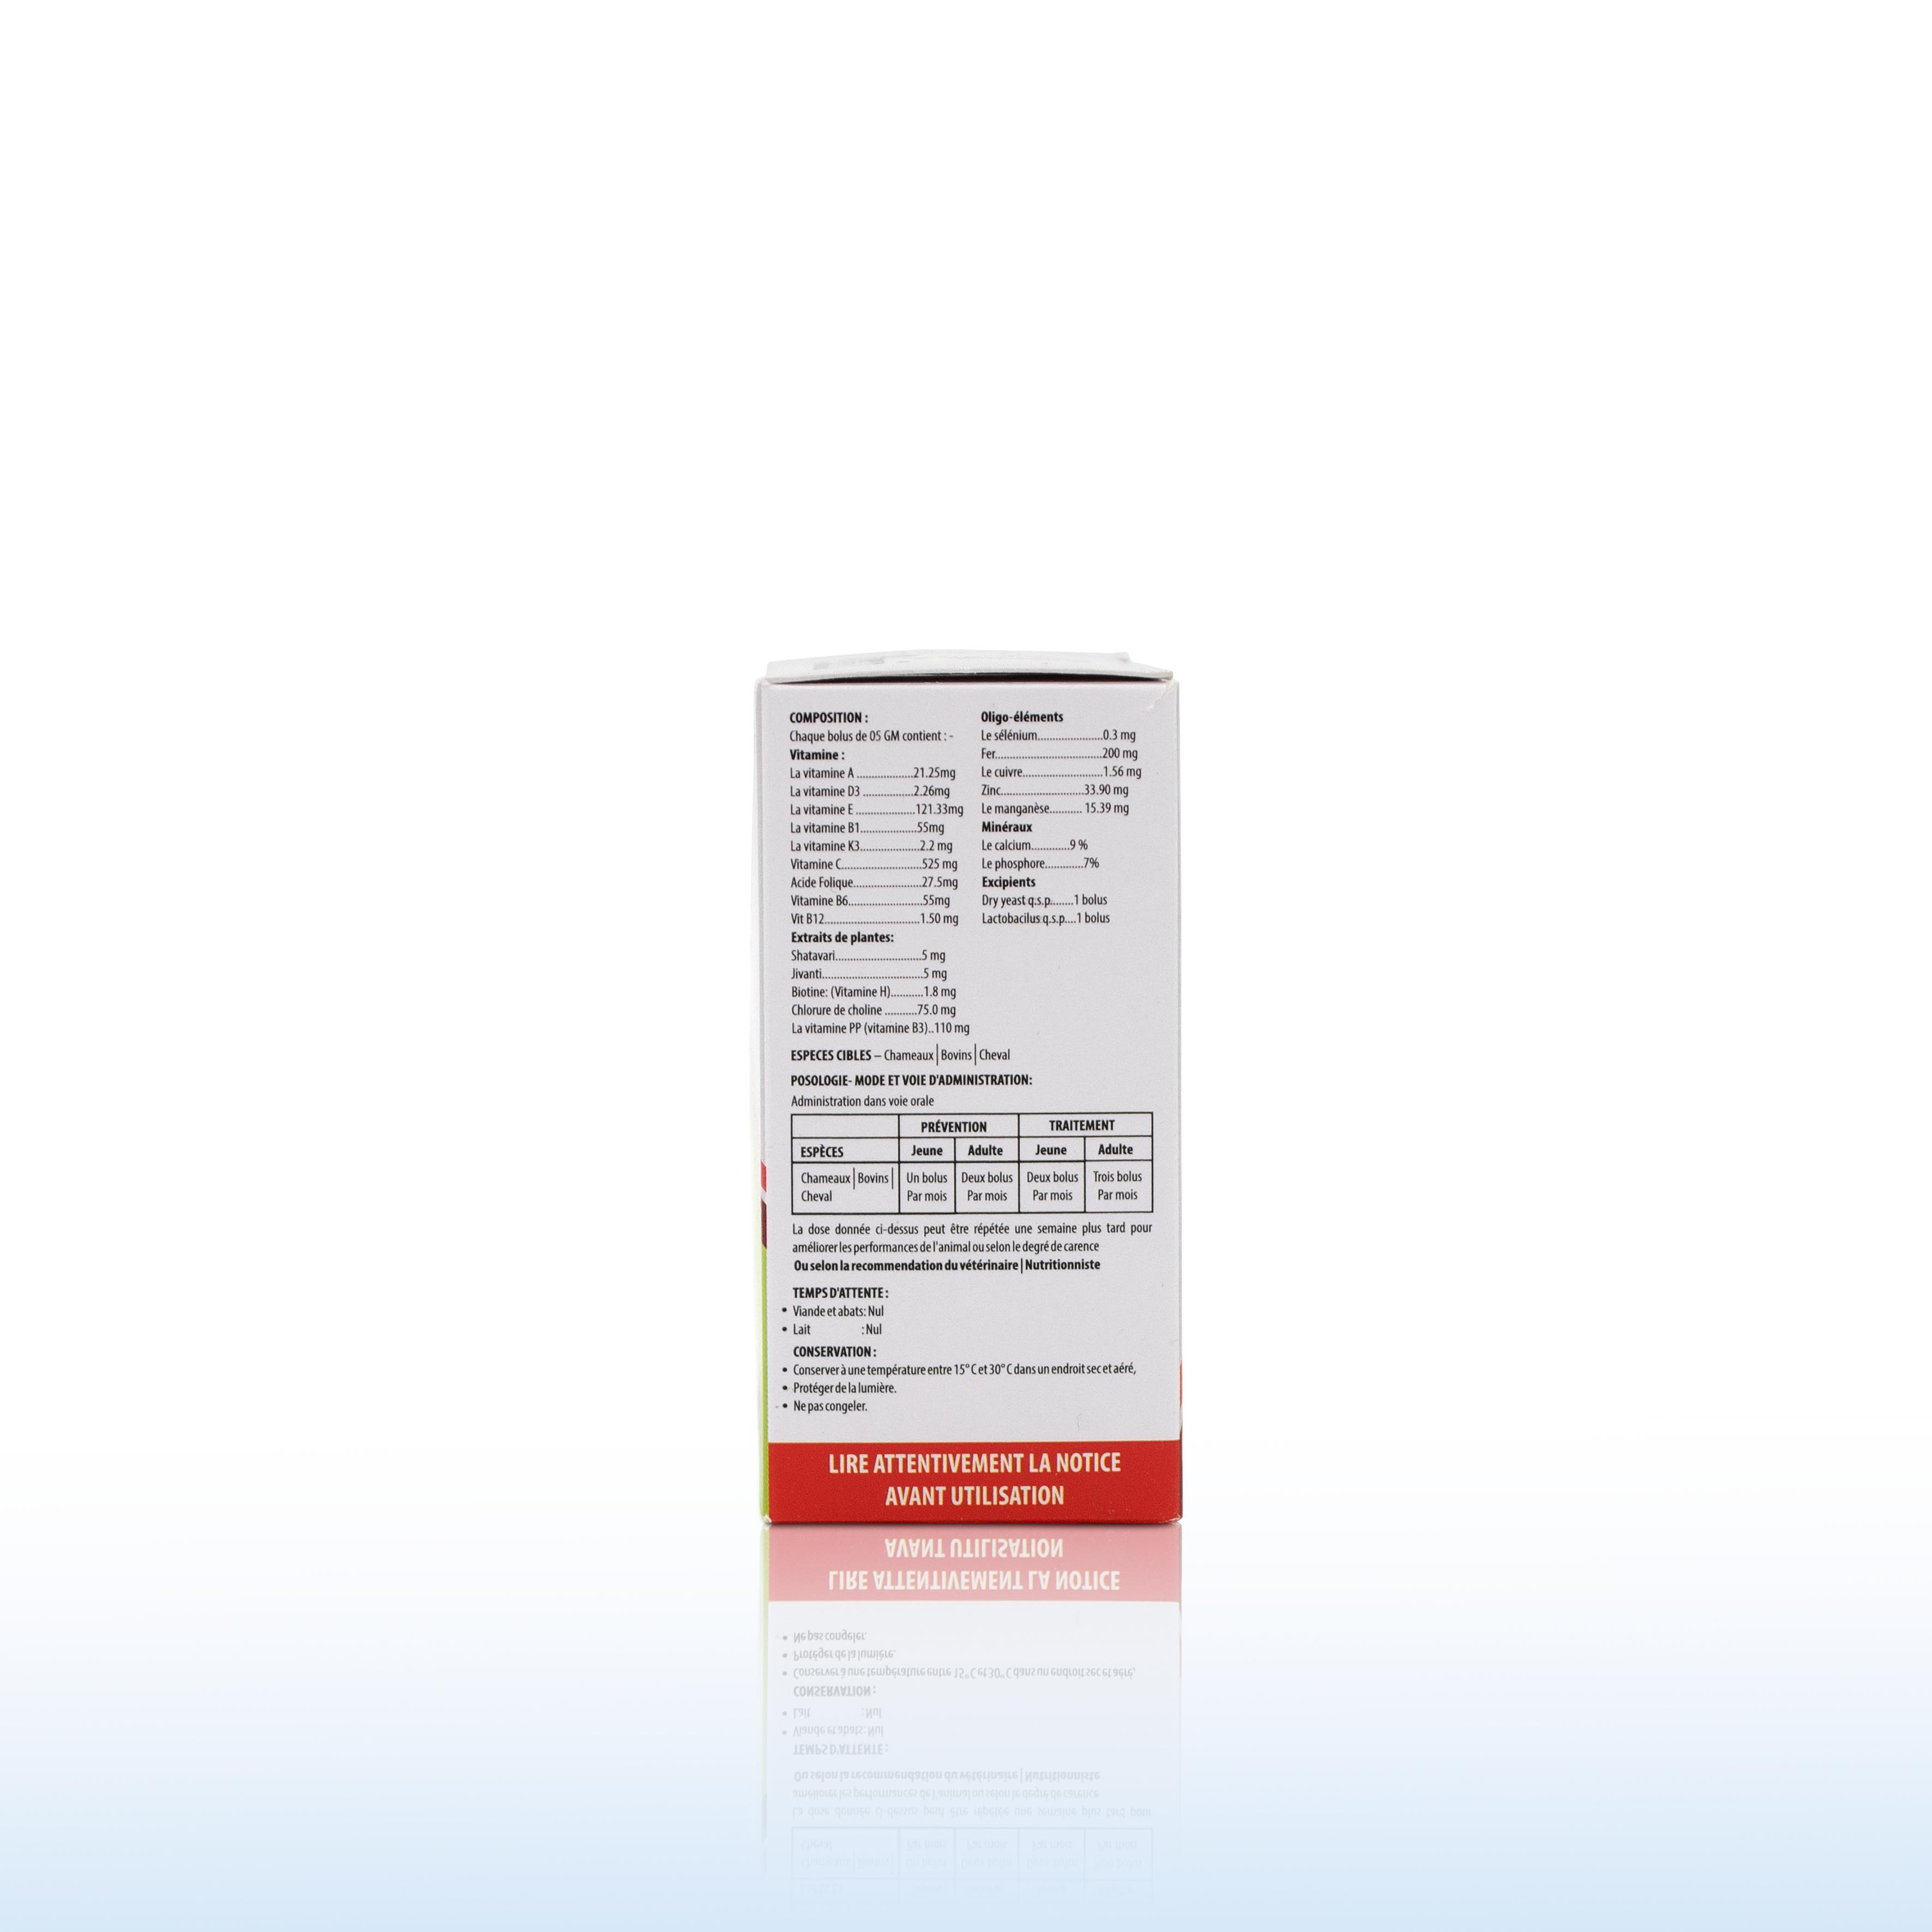 COMPOSITION :
Chaque bolus de 05 GM contient : -
Vitamine :
La vitamine A ..................21.25mg
La vitamine D3 ................2.26mg
La vitamine E ...................121.33mg
La vitamine B1..................55mg
La vitamine K3...................2.2 mg
Vitamine C..........................525 mg
Acide Folique......................27.5mg
Vitamine B6........................55mg
Vit B12...............................1.50 mg
Extraits de plantes:
Shatavari............................5 mg
Jivanti.................................5 mg
Biotine: (Vitamine H)...........1.8 mg
Chlorure de choline ...........75.0 mg
La vitamine PP (vitamine B3)..110 mg
Oligo-éléments
Le sélénium.....................0.3 mg
Fer...................................200 mg
Le cuivre..........................1.56 mg
Zinc...........................33.90 mg
Le manganèse........... 15.39 mg
Minéraux
Le calcium.............9 %
Le phosphore.............7%
Excipients
Dry yeast q.s.p........1 bolus
Lactobacilus q.s.p....1 bolus
ESPECES CIBLES – Chameaux | Bovins | Cheval
POSOLOGIE- MODE ET VOIE D'ADMINISTRATION:
Administration dans voie orale
PRÉVENTION TRAITEMENT
ESPÈCES Jeune Adulte Jeune Adulte
Chameaux | Bovins | Un bolus Deux bolus Deux bolus Trois bolus
Cheval Par mois Par mois Par mois Par mois
La dose donnée ci-dessus peut être répétée une semaine plus tard pour
améliorer les performances de l'animal ou selon le degré de carence
Ou selon la recommendation du vétérinaire | Nutritionniste
TEMPS D'ATTENTE :
• Viande et abats: Nul
• Lait : Nul
CONSERVATION :
• Conserver à une température entre 15° C et 30° C dans un endroit sec et aéré,
• Protéger de la lumière.
• Ne pas congeler.
LIRE ATTENTIVEMENT LA NOTICE
AVANT UTILISATION